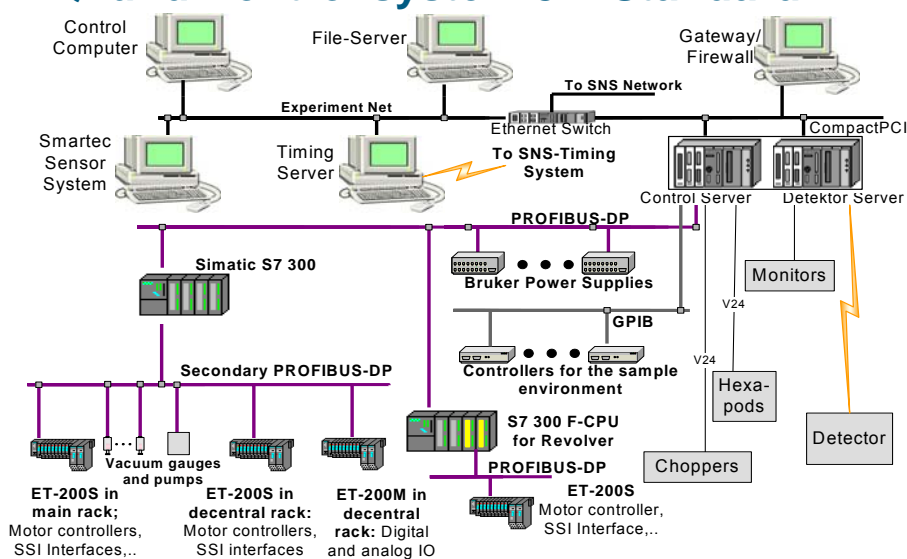 Control
Computer
File-Server
Gateway/
Firewall
To SNS Network
Experiment Net
Ethernet Switch
CompactPCI
Smartec
Sensor
System
Timing
Server
To SNS-Timing
System
Control Server
Detektor Server
PROFIBUS-DP
Simatic S7 300
Bruker Power Supplies
Monitors
V24
GPIB
V24
Controllers for the sample
environment
Secondary PROFIBUS-DP
Hexa-
pods
S7 300 F-CPU
for Revolver
Detector
...
Vacuum gauges
and pumps
Choppers
PROFIBUS-DP
ET-200S in
main rack;
Motor controllers,
SSI Interfaces,..
ET-200S in
decentral rack:
Motor controllers,
SSI interfaces
ET-200M in
decentral
rack: Digital
and analog IO
ET-200S
Motor controller,
SSI Interface,..